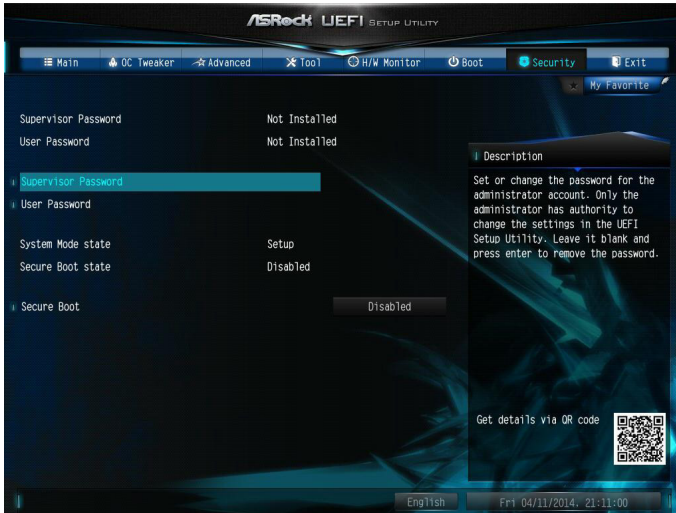 ASRock UEFI SETUP UTILITY
Main OC Tweaker Advanced Tool H/W Monitor Boot Security Exit
My Favorite
Supervisor Password Not Installed
User Password Not Installed
Supervisor Password
User Password
System Mode state Setup
Secure Boot state Disabled
Secure Boot Disabled
Description
Set or change the password for the
administrator account. Only the
administrator has authority to
change the settings in the UEFI
Setup Utility. Leave it blank and
press enter to remove the password.
Get details via QR code
English Fri 04/11/2014. 21:11:00